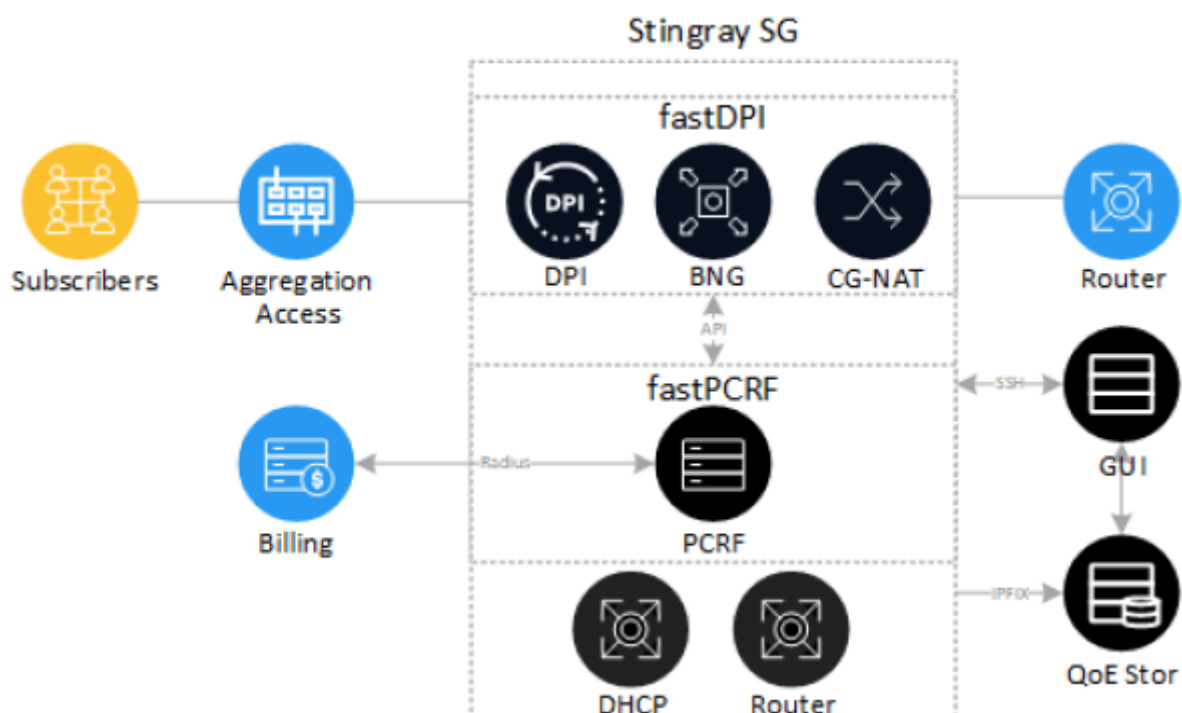 Stingray SG
fastDPI
DPI
DPI
BNG
CG-NAT
Subscribers
Aggregation
Access
Router
API
fastPCRF
SSH
GUI
Radius
$
Billing
PCRF
IPFIX
QoE Stor
DHCP
Router